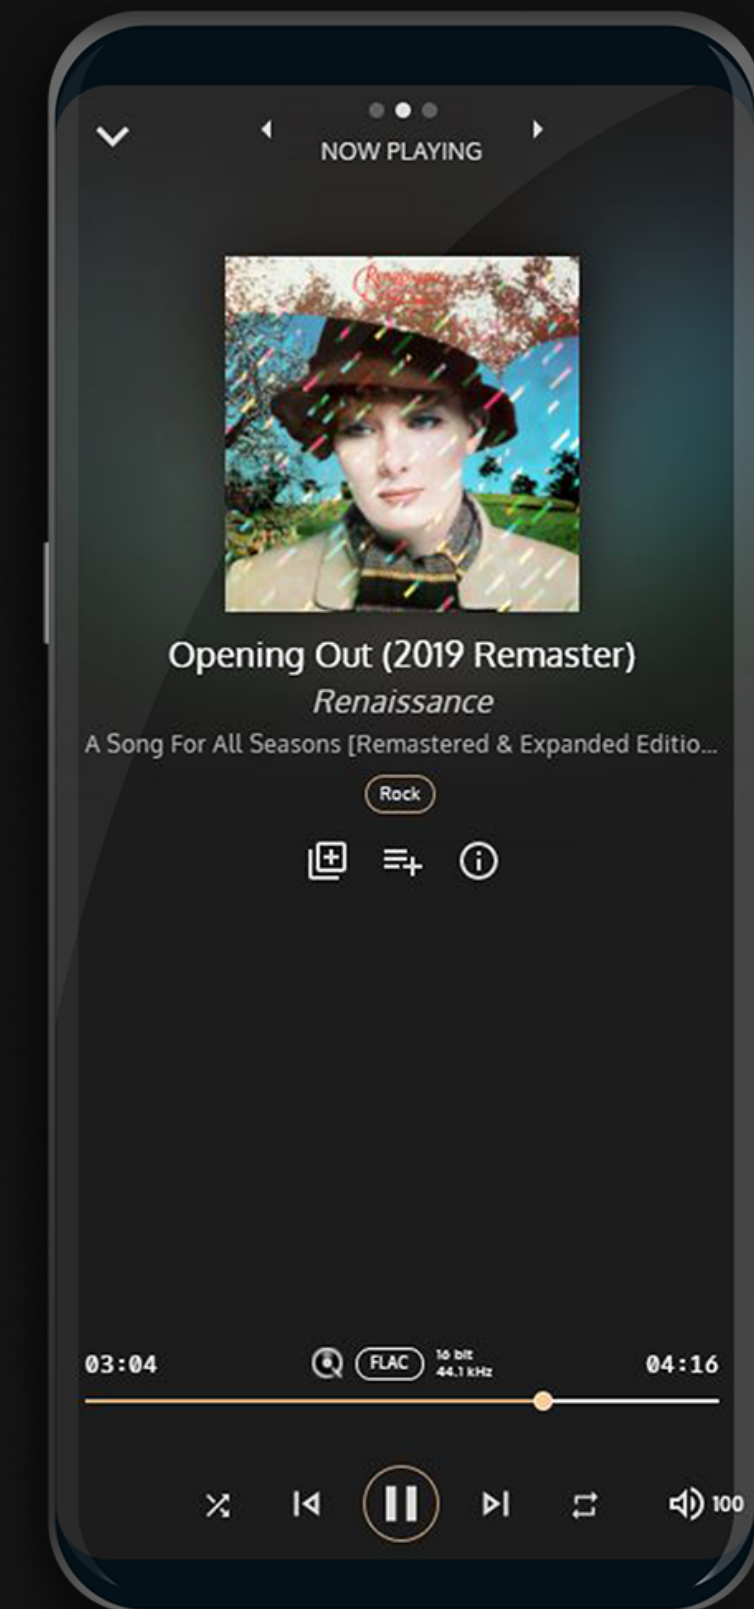 NOW PLAYING
Renaissance
Opening Out (2019 Remaster)
Renaissance
A Song For All Seasons [Remastered & Expanded Editio...
Rock
03:04
FLAC
16 bit
44.1 kHz
04:16
100